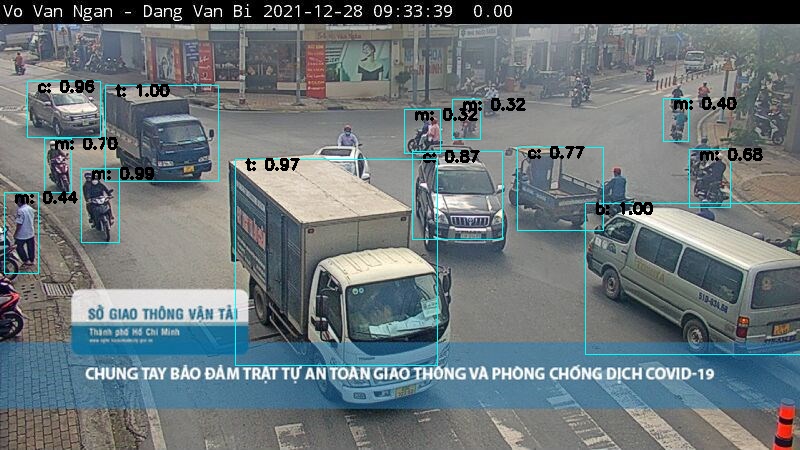 Vo Van Ngan - Dang Van Bi 2021-12-28 09:33:39 0.00
c: 0.96
t: 1.00
m: 0.32
m: 0.32
m: 0.40
m: 0.70
m: 0.99
t: 0.97
c: 0.87
c: 0.77
m: 0.68
m: 0.44
b: 1.00
SỞ GIAO THÔNG VẬN TẢI
Thành phố Hồ Chí Minh
CHUNG TAY BẢO ĐẢM TRẬT TỰ AN TOÀN GIAO THÔNG VÀ PHÒNG CHỐNG DỊCH COVID-19